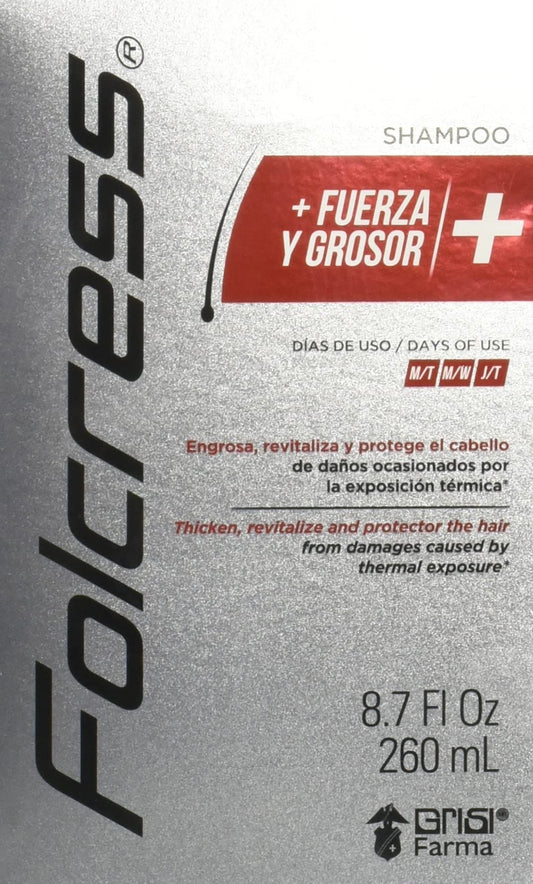 Folcress®
SHAMPOO
+ FUERZA
Y GROSOR
+
DÍAS DE USO / DAYS OF USE
M/T M/W J/T
Engrosa, revitaliza y protege el cabello
de daños ocasionados por
la exposición térmica*
Thicken, revitalize and protector the hair
from damages caused by
thermal exposure*
8.7 Fl Oz
260 mL
GRISI®
Farma